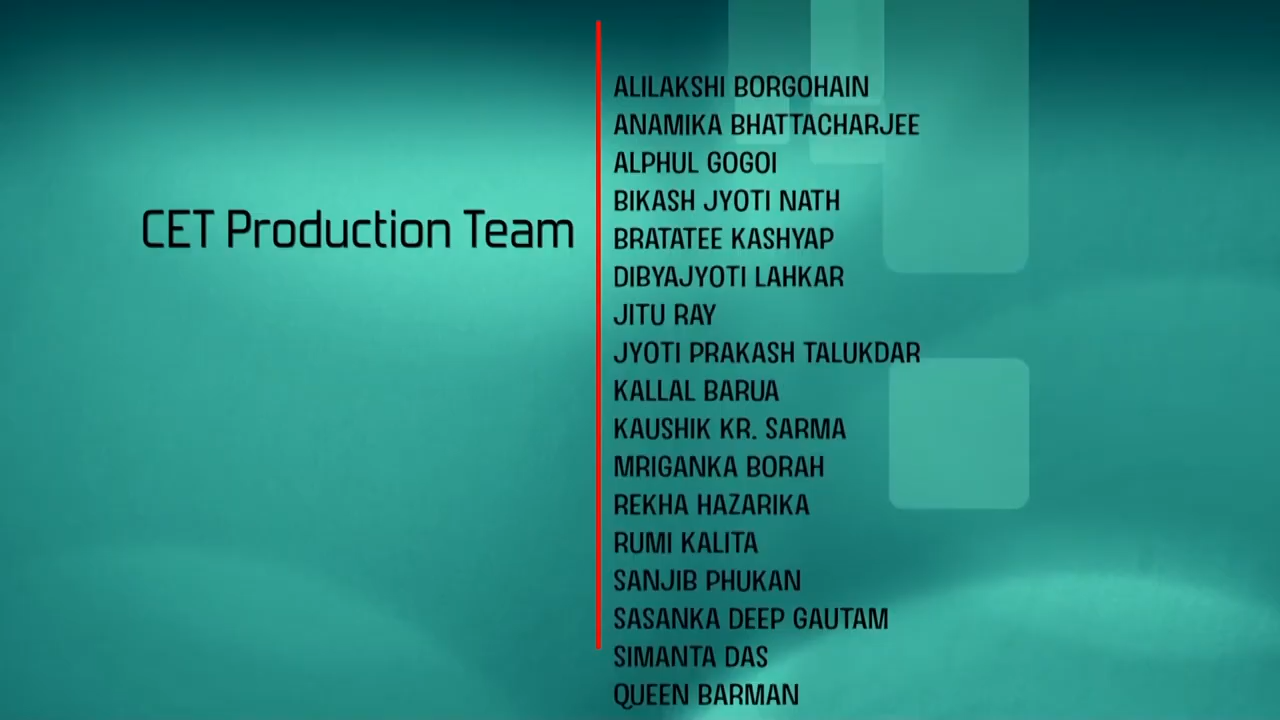 CET Production Team
ALILAKSHI BORGOHAIN
ANAMIKA BHATTACHARJEE
ALPHUL GOGOI
BIKASH JYOTI NATH
BRATATEE KASHYAP
DIBYAJYOTI LAHKAR
JITU RAY
JYOTI PRAKASH TALUKDAR
KALLAL BARUA
KAUSHIK KR. SARMA
MRIGANKA BORAH
REKHA HAZARIKA
RUMI KALITA
SANJIB PHUKAN
SASANKA DEEP GAUTAM
SIMANTA DAS
QUEEN BARMAN